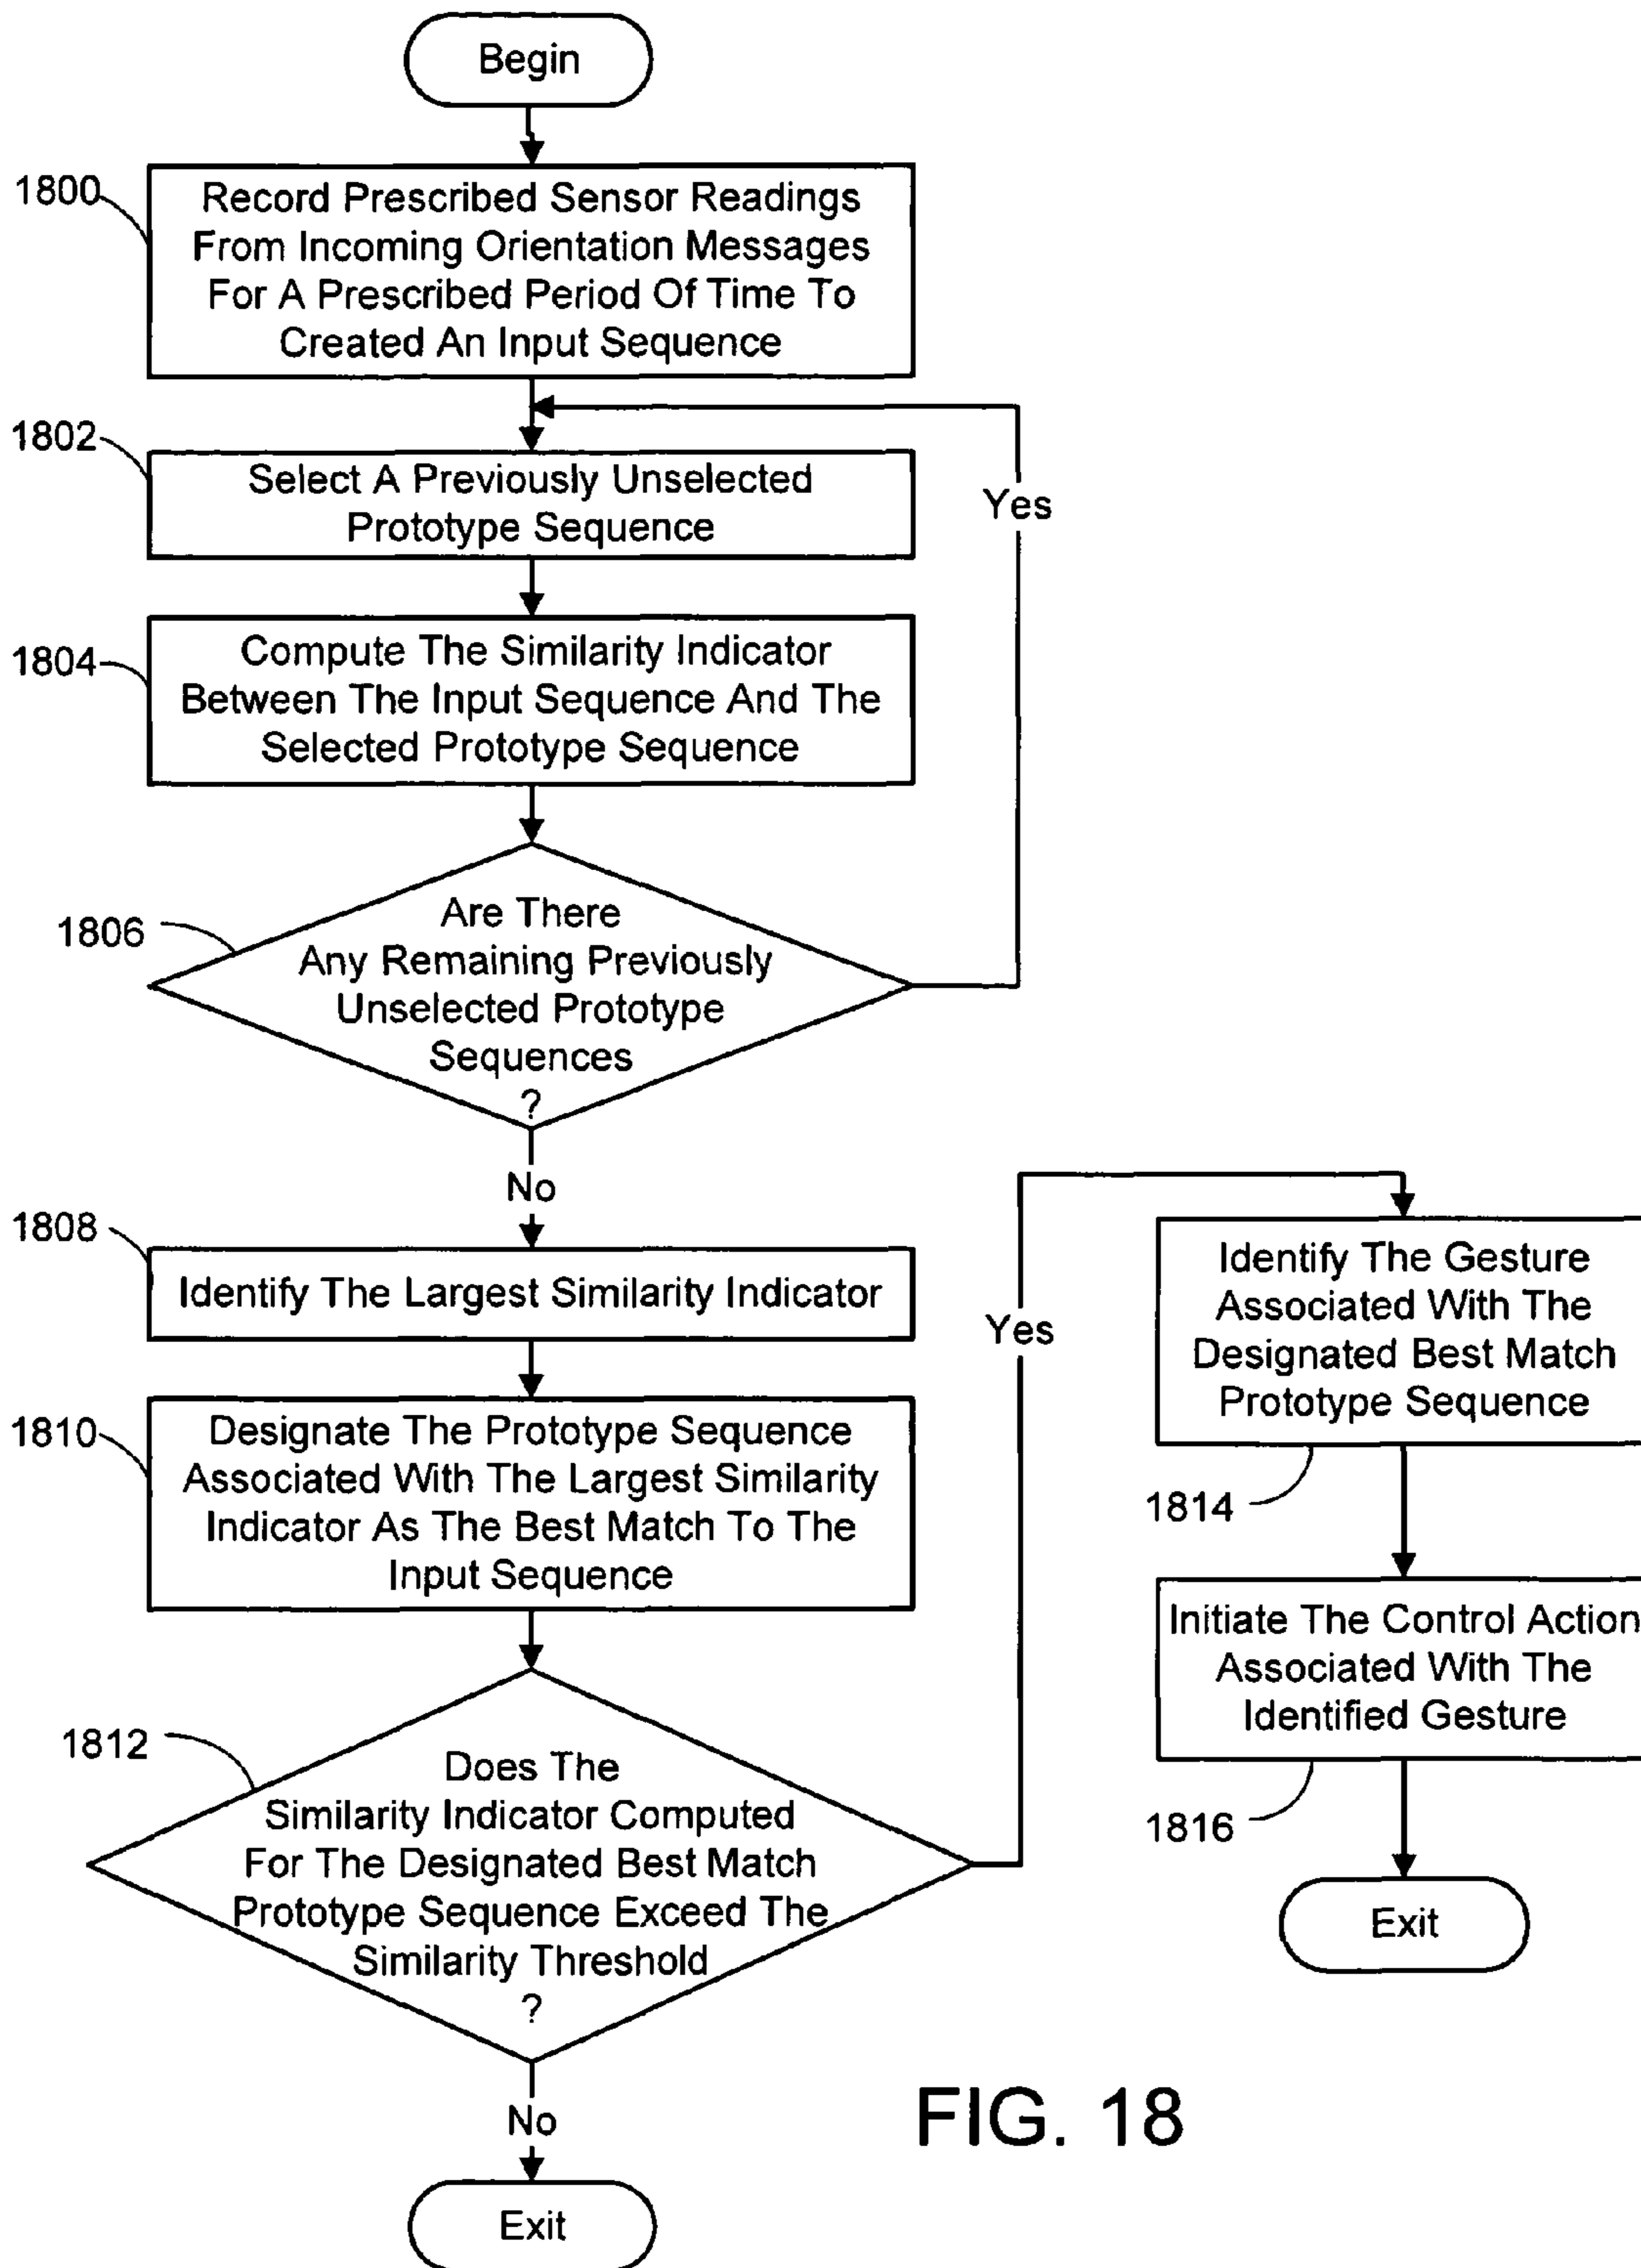 Begin
1800
Record Prescribed Sensor Readings
From Incoming Orientation Messages
For A Prescribed Period Of Time To
Created An Input Sequence
1802
Select A Previously Unselected
Prototype Sequence
Yes
1804
Compute The Similarity Indicator
Between The Input Sequence And The
Selected Prototype Sequence
1806
Are There
Any Remaining Previously
Unselected Prototype
Sequences
?
No
1808
Identify The Largest Similarity Indicator
1810
Designate The Prototype Sequence
Associated With The Largest Similarity
Indicator As The Best Match To The
Input Sequence
1812
Does The
Similarity Indicator Computed
For The Designated Best Match
Prototype Sequence Exceed The
Similarity Threshold
?
No
Exit
Yes
Identify The Gesture
Associated With The
Designated Best Match
Prototype Sequence
1814
Initiate The Control Action
Associated With The
Identified Gesture
1816
Exit
FIG. 18